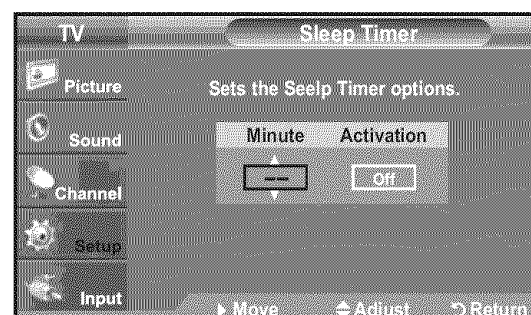 TV
Sleep Timer
Picture
Sets the Seelp Timer options.
Sound
Minute Activation
Channel
-- Off
Setup
Input
Move Adjust Return